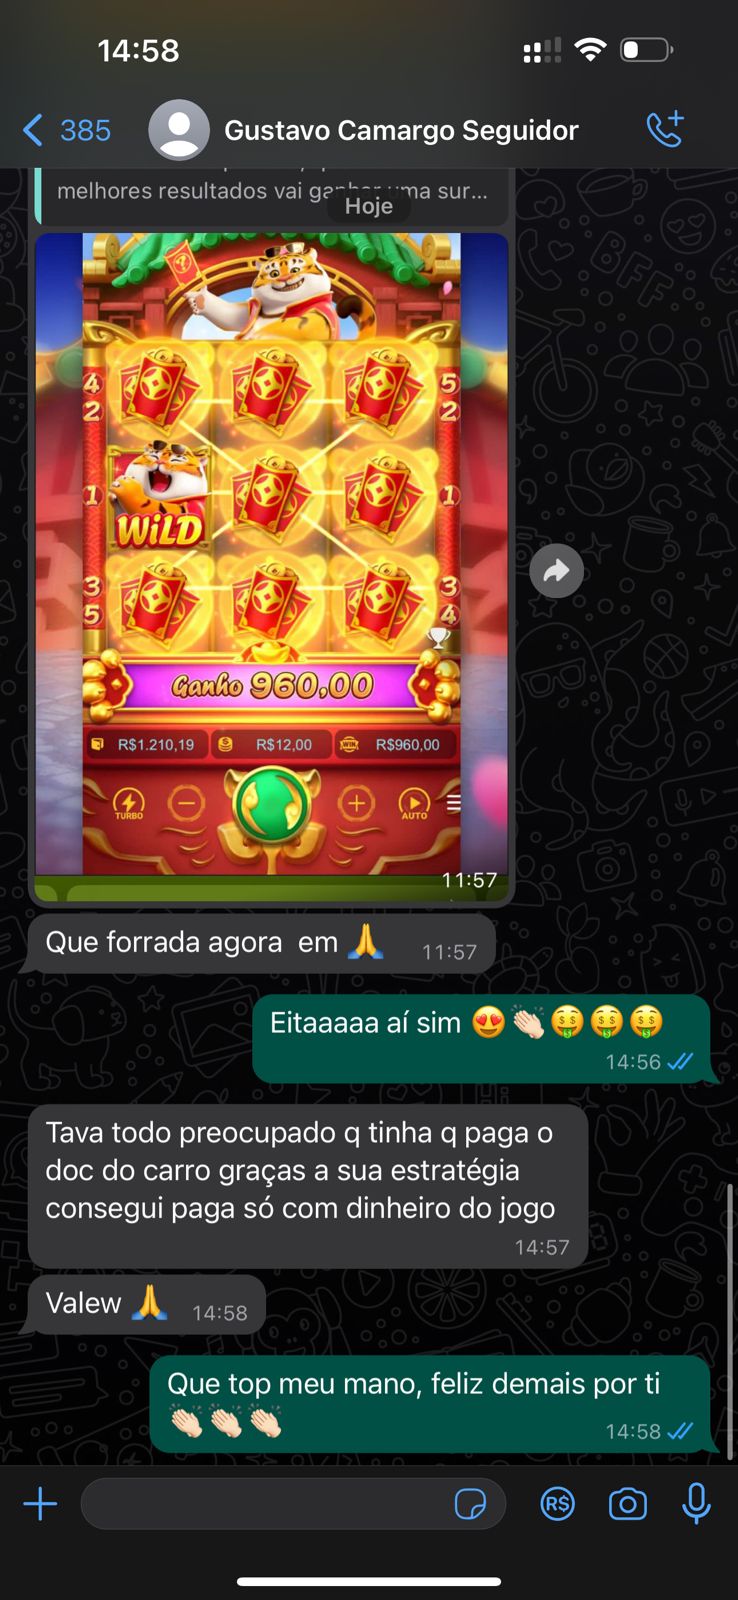 14:58
385
Gustavo Camargo Seguidor
melhores resultados vai ganhar uma sur...
Hoje
4
2
5
2
1
WILD
1
3
5
3
4
Ganho 960,00
R$1.210,19
R$12,00
WIN
R$960,00
TURBO
AUTO
11:57
Que forrada agora  em 🙏
11:57
Eitaaaaa aí sim 😍👏🏻🤑🤑🤑
14:56
Tava todo preocupado q tinha q paga o
doc do carro graças a sua estratégia
consegui paga só com dinheiro do jogo
14:57
Valew 🙏
14:58
Que top meu mano, feliz demais por ti
👏🏻👏🏻👏🏻
14:58
R$